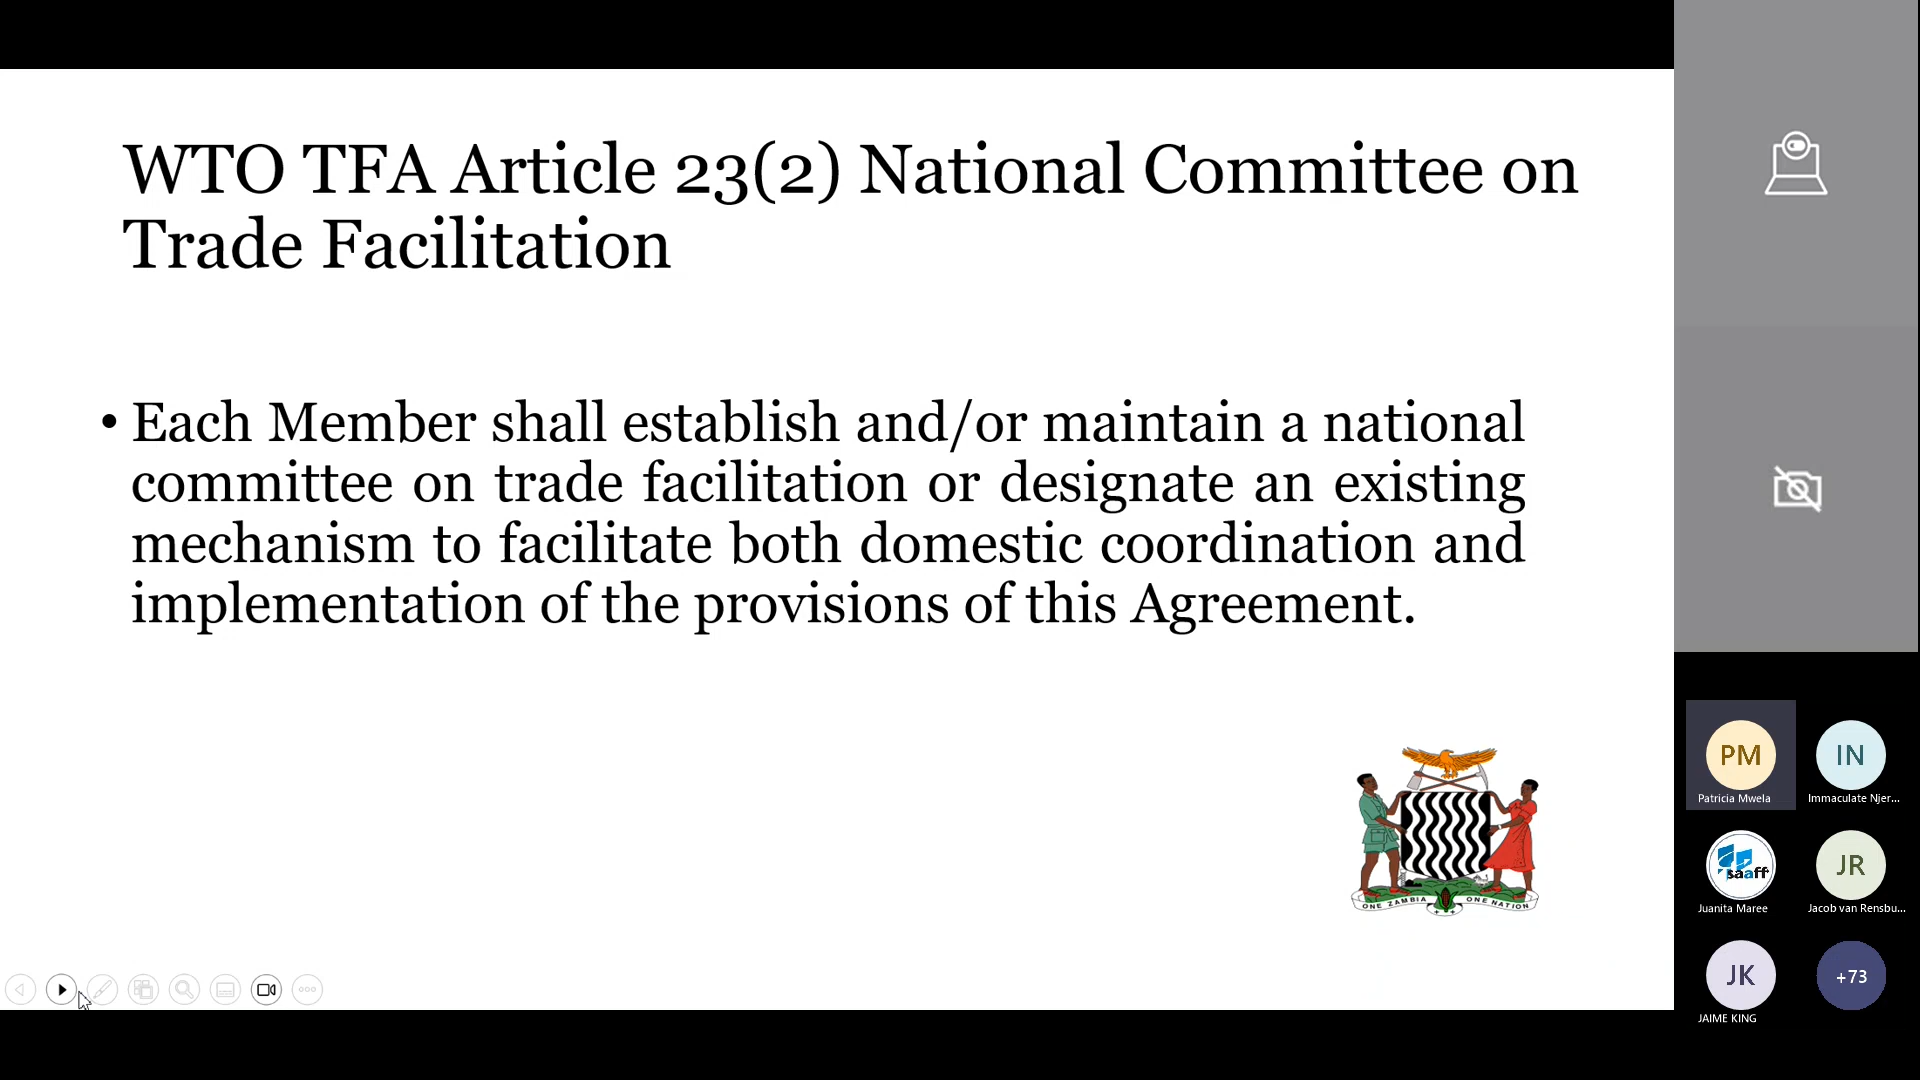 WTO TFA Article 23(2) National Committee on
Trade Facilitation
• Each Member shall establish and/or maintain a national
committee on trade facilitation or designate an existing
mechanism to facilitate both domestic coordination and
implementation of the provisions of this Agreement.
ONE ZAMBIA ONE NATION
PM
Patricia Mwela
IN
Immaculate Njer...
saaff
Juanita Maree
JR
Jacob van Rensbu...
JK
JAIME KING
+73